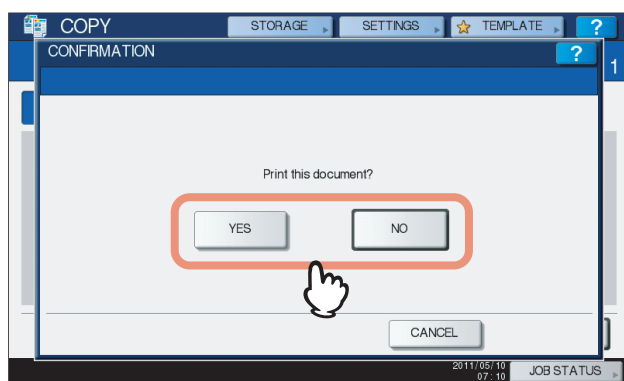 COPY STORAGE SETTINGS TEMPLATE ?
CONFIRMATION ?
1
Print this document?
YES NO
CANCEL
2011/05/10
07:10 JOB STATUS